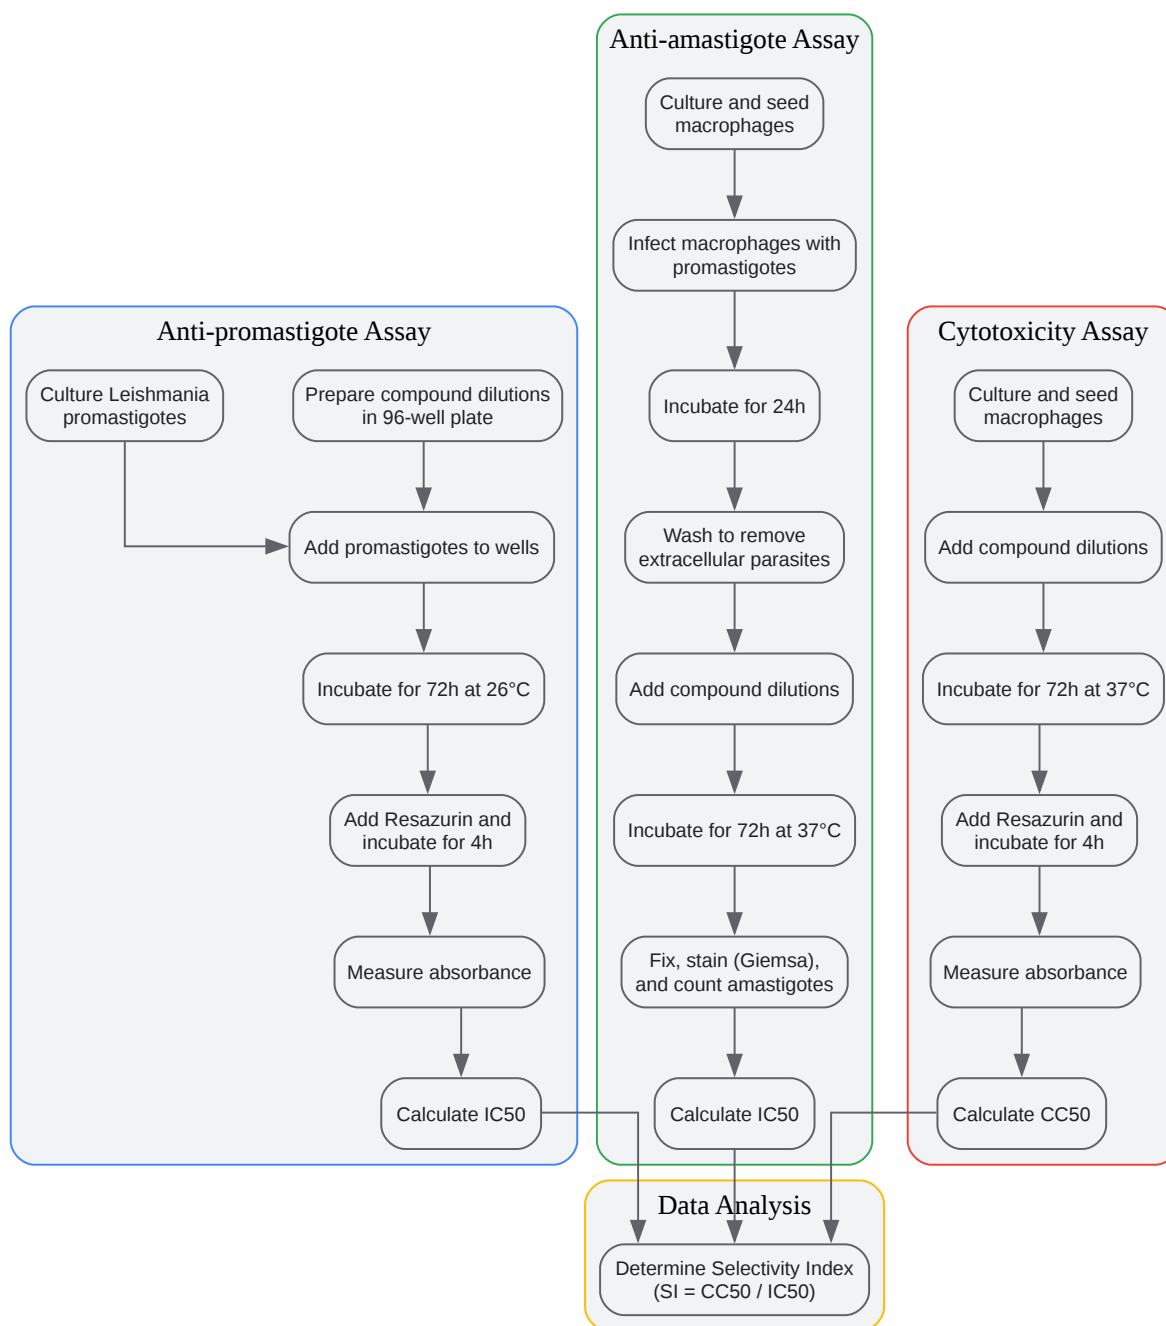 Anti-promastigote Assay
Culture Leishmania
promastigotes
Prepare compound dilutions
in 96-well plate
Add promastigotes to wells
Incubate for 72h at 26°C
Add Resazurin and
incubate for 4h
Measure absorbance
Calculate IC50
Anti-amastigote Assay
Culture and seed
macrophages
Infect macrophages with
promastigotes
Incubate for 24h
Wash to remove
extracellular parasites
Add compound dilutions
Incubate for 72h at 37°C
Fix, stain (Giemsa),
and count amastigotes
Calculate IC50
Cytotoxicity Assay
Culture and seed
macrophages
Add compound dilutions
Incubate for 72h at 37°C
Add Resazurin and
incubate for 4h
Measure absorbance
Calculate CC50
Data Analysis
Determine Selectivity Index
(SI = CC50 / IC50)